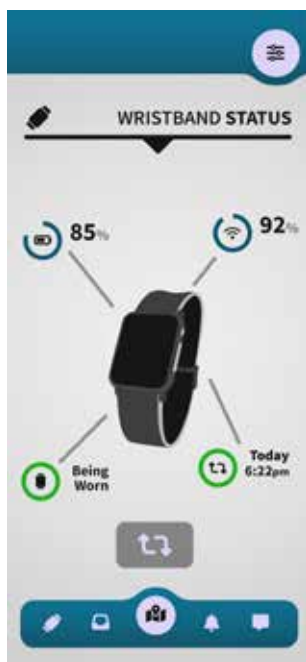 WRISTBAND STATUS
85%
92%
Being
Worn
Today
6:22pm